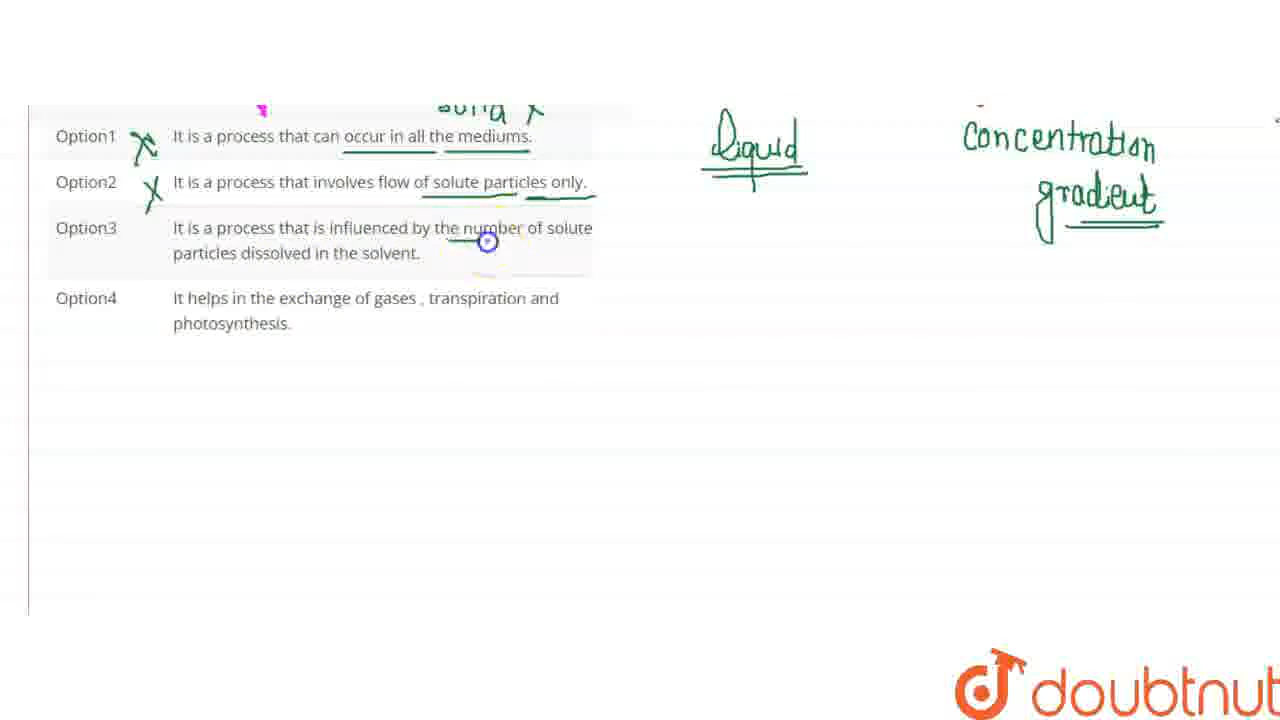 Option1 It is a process that can occur in all the mediums.
Option2 It is a process that involves flow of solute particles only.
Option3 It is a process that is influenced by the number of solute
particles dissolved in the solvent.
Option4 It helps in the exchange of gases , transpiration and
photosynthesis.
liquid
concentration
gradient
doubtnut